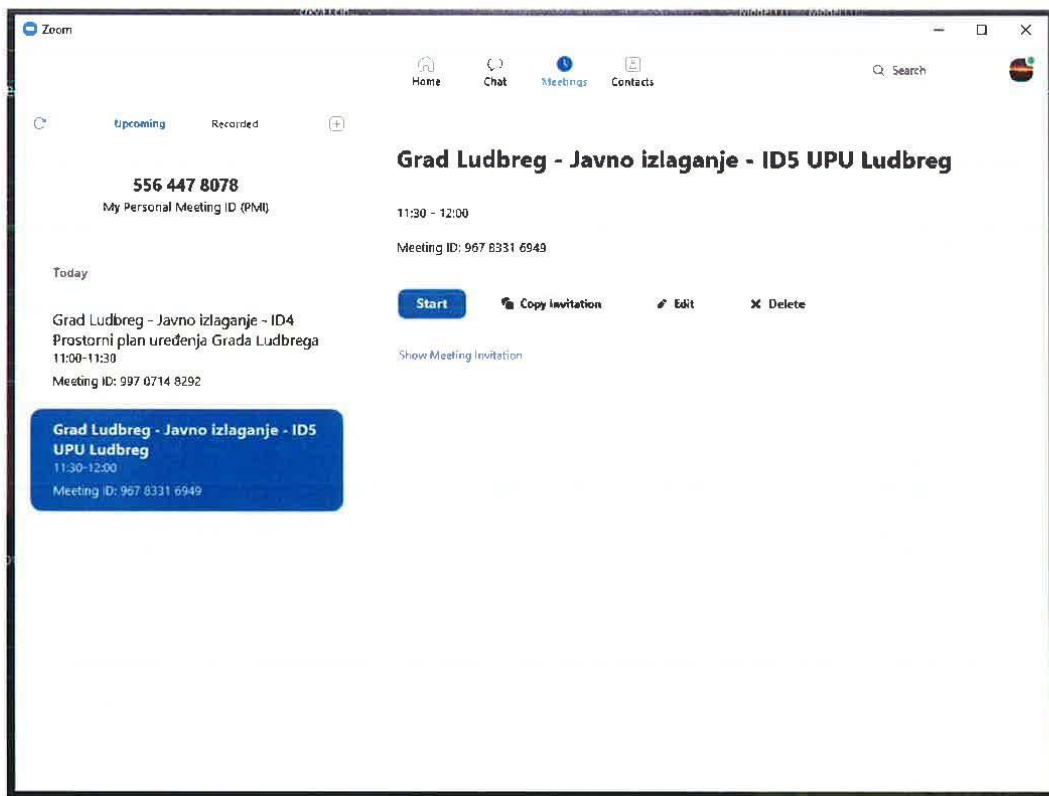 Zoom
Home Chat Meetings Contacts
Search
Upcoming Recorded
556 447 8078
My Personal Meeting ID (PMI)
Today
Grad Ludbreg - Javno izlaganje - ID4
Prostorni plan uređenja Grada Ludbrega
11:00-11:30
Meeting ID: 997 0714 8292
Grad Ludbreg - Javno izlaganje - ID5
UPU Ludbreg
11:30-12:00
Meeting ID: 967 8331 6949
Grad Ludbreg - Javno izlaganje - ID5 UPU Ludbreg
11:30 - 12:00
Meeting ID: 967 8331 6949
Start Copy Invitation Edit Delete
Show Meeting Invitation